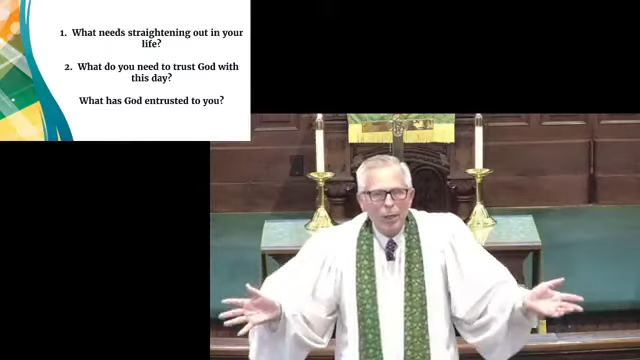 1. What needs straightening out in your
life?
2. What do you need to trust God with
this day?
What has God entrusted to you?